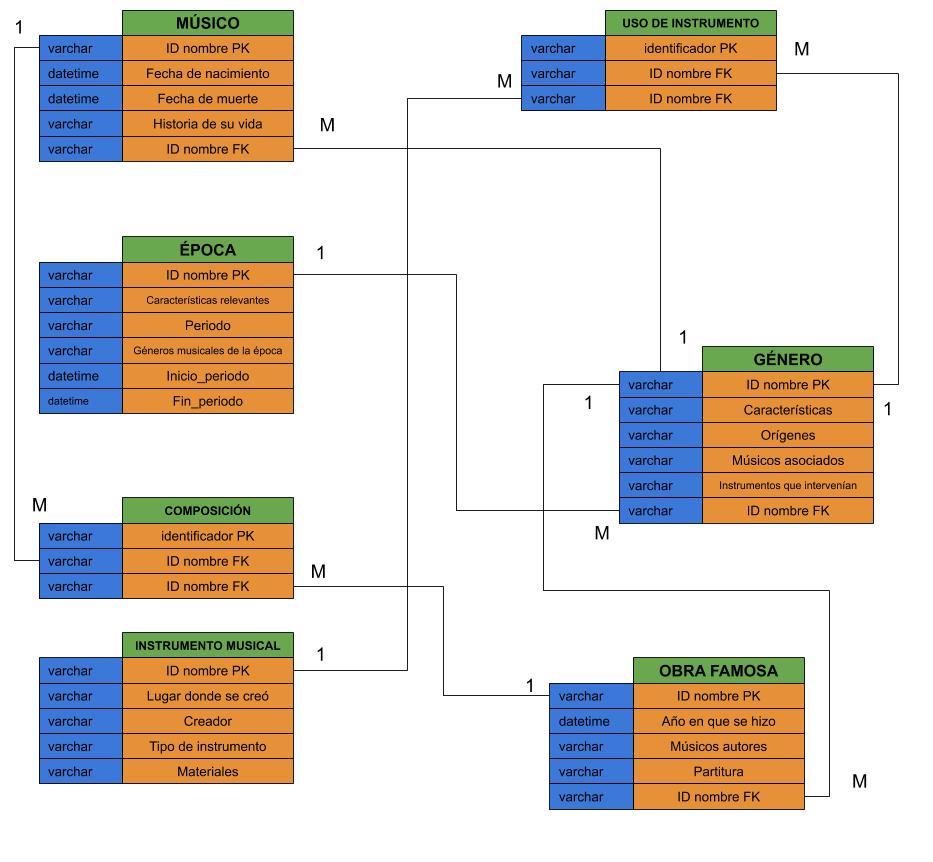 1
MÚSICO
varchar ID nombre PK
datetime Fecha de nacimiento
datetime Fecha de muerte
varchar Historia de su vida
varchar ID nombre FK
M
USO DE INSTRUMENTO
varchar identificador PK
varchar ID nombre FK
varchar ID nombre FK
M
M
ÉPOCA
varchar ID nombre PK
varchar Características relevantes
varchar Periodo
varchar Géneros musicales de la época
datetime Inicio_periodo
datetime Fin_periodo
1
1
GÉNERO
varchar ID nombre PK
varchar Características
varchar Orígenes
varchar Músicos asociados
varchar Instrumentos que intervenían
varchar ID nombre FK
1
1
M
M
COMPOSICIÓN
varchar identificador PK
varchar ID nombre FK
varchar ID nombre FK
M
INSTRUMENTO MUSICAL
varchar ID nombre PK
varchar Lugar donde se creó
varchar Creador
varchar Tipo de instrumento
varchar Materiales
1
1
OBRA FAMOSA
varchar ID nombre PK
datetime Año en que se hizo
varchar Músicos autores
varchar Partitura
varchar ID nombre FK
M